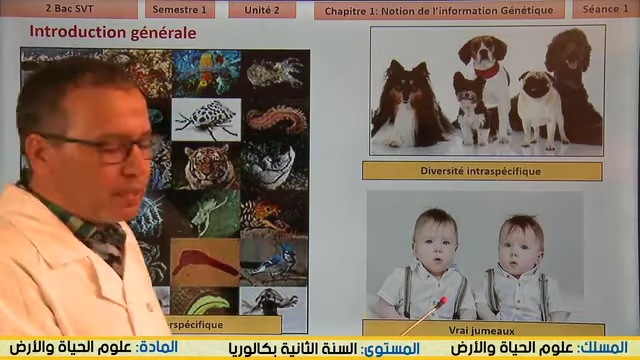 2 Bac SVT
Semestre 1
Unité 2
Chapitre 1: Notion de l'information Génétique
Séance 1
Introduction générale
Diversité intraspécifique
erspécifique
Vrai jumeaux
المسلك: علوم الحياة والأرض
المستوى: السنة الثانية بكالوريا
المادة: علوم الحياة والأرض